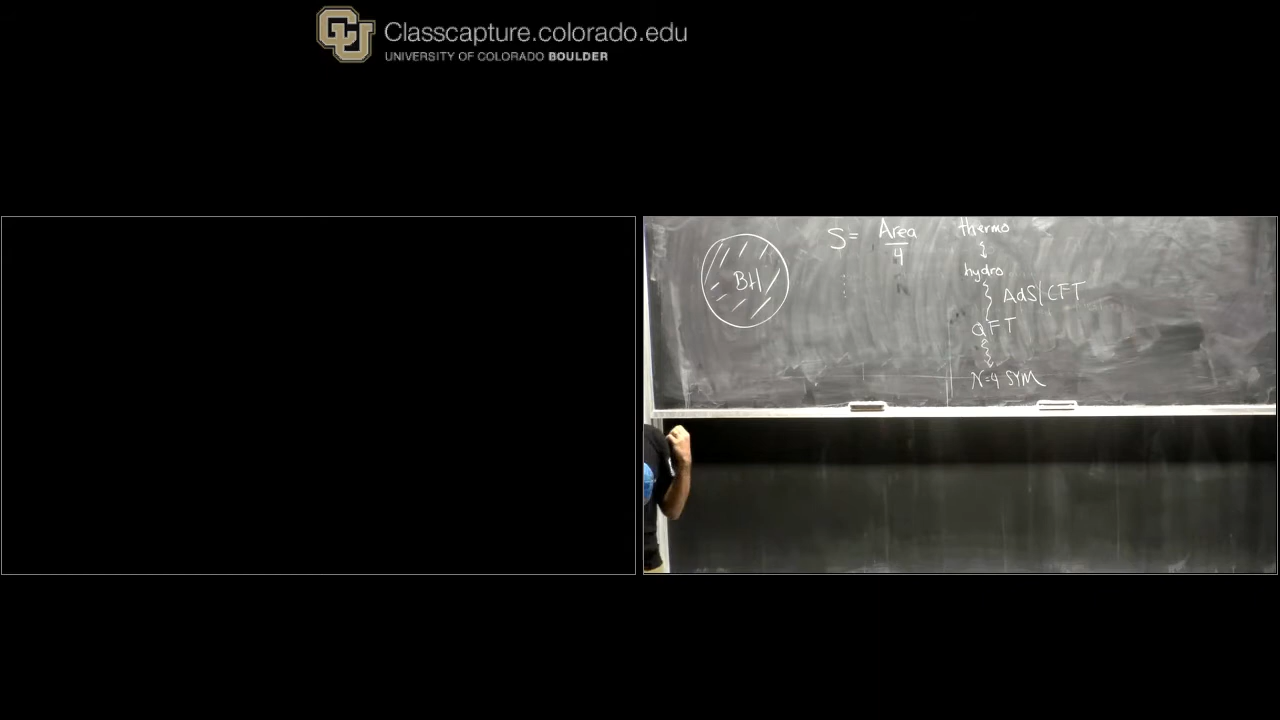 Classcapture.colorado.edu
UNIVERSITY OF COLORADO BOULDER
BH
S = Area/4
thermo
hydro
AdS/CFT
QFT
N=4 SYM